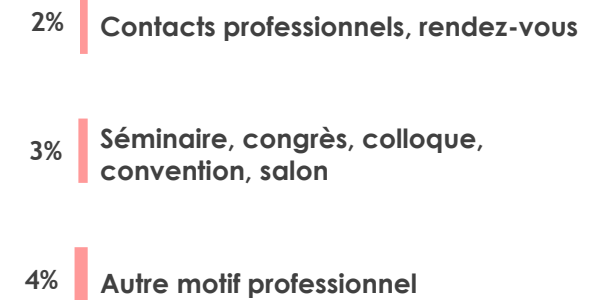 2% Contacts professionnels, rendez-vous
3% Séminaire, congrès, colloque,
convention, salon
4% Autre motif professionnel